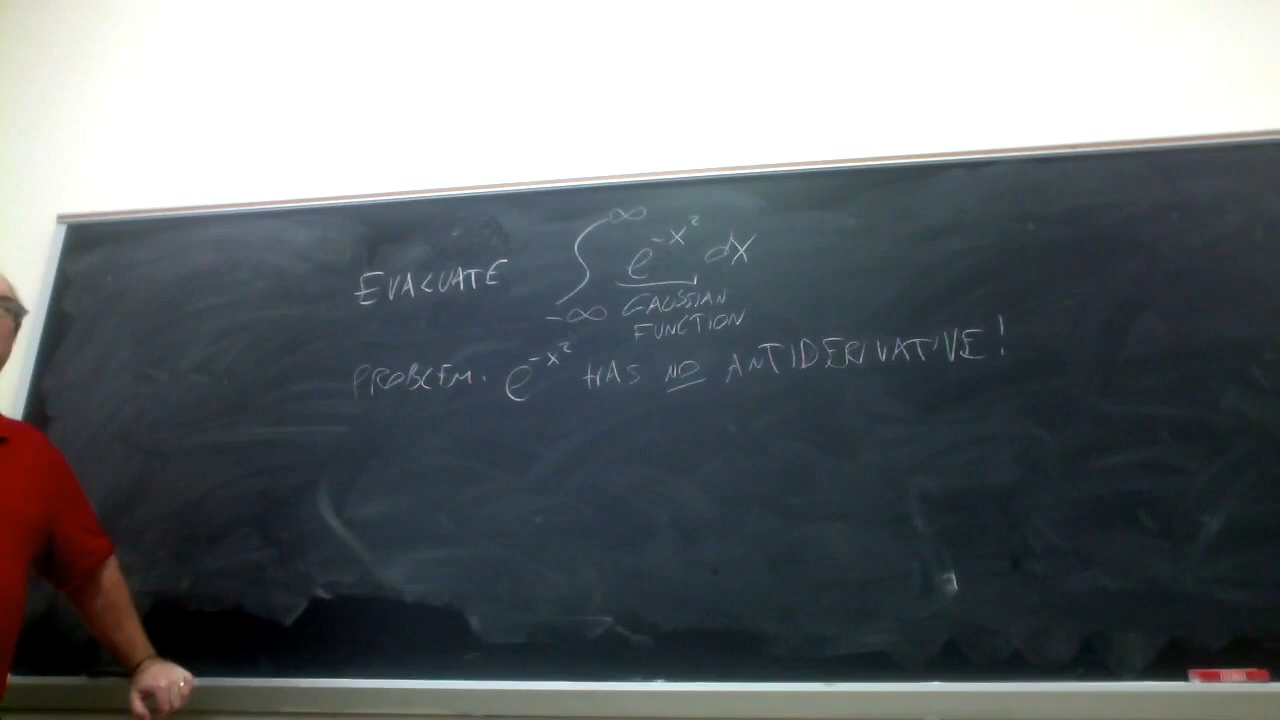 EVALUATE ∫_{-∞}^{∞} e^{-x²} dx
GAUSSIAN
FUNCTION
PROBLEM. e^{-x²} HAS NO ANTIDERIVATIVE!